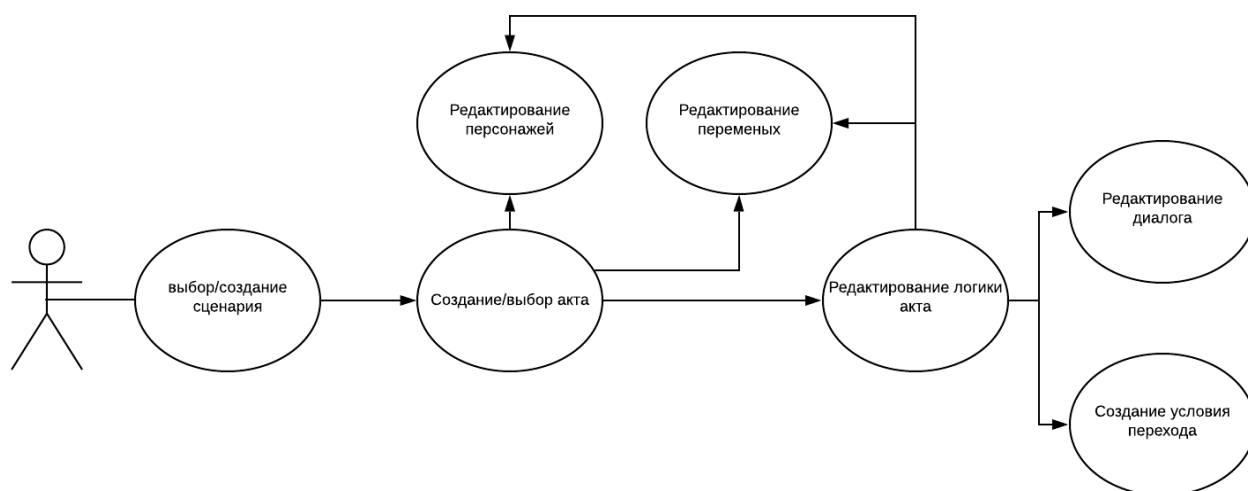 Редактирование
персонажей
Редактирование
переменых
Редактирование
диалога
выбор/создание
сценария
Создание/выбор акта
Редактирование логики
акта
Создание условия
перехода